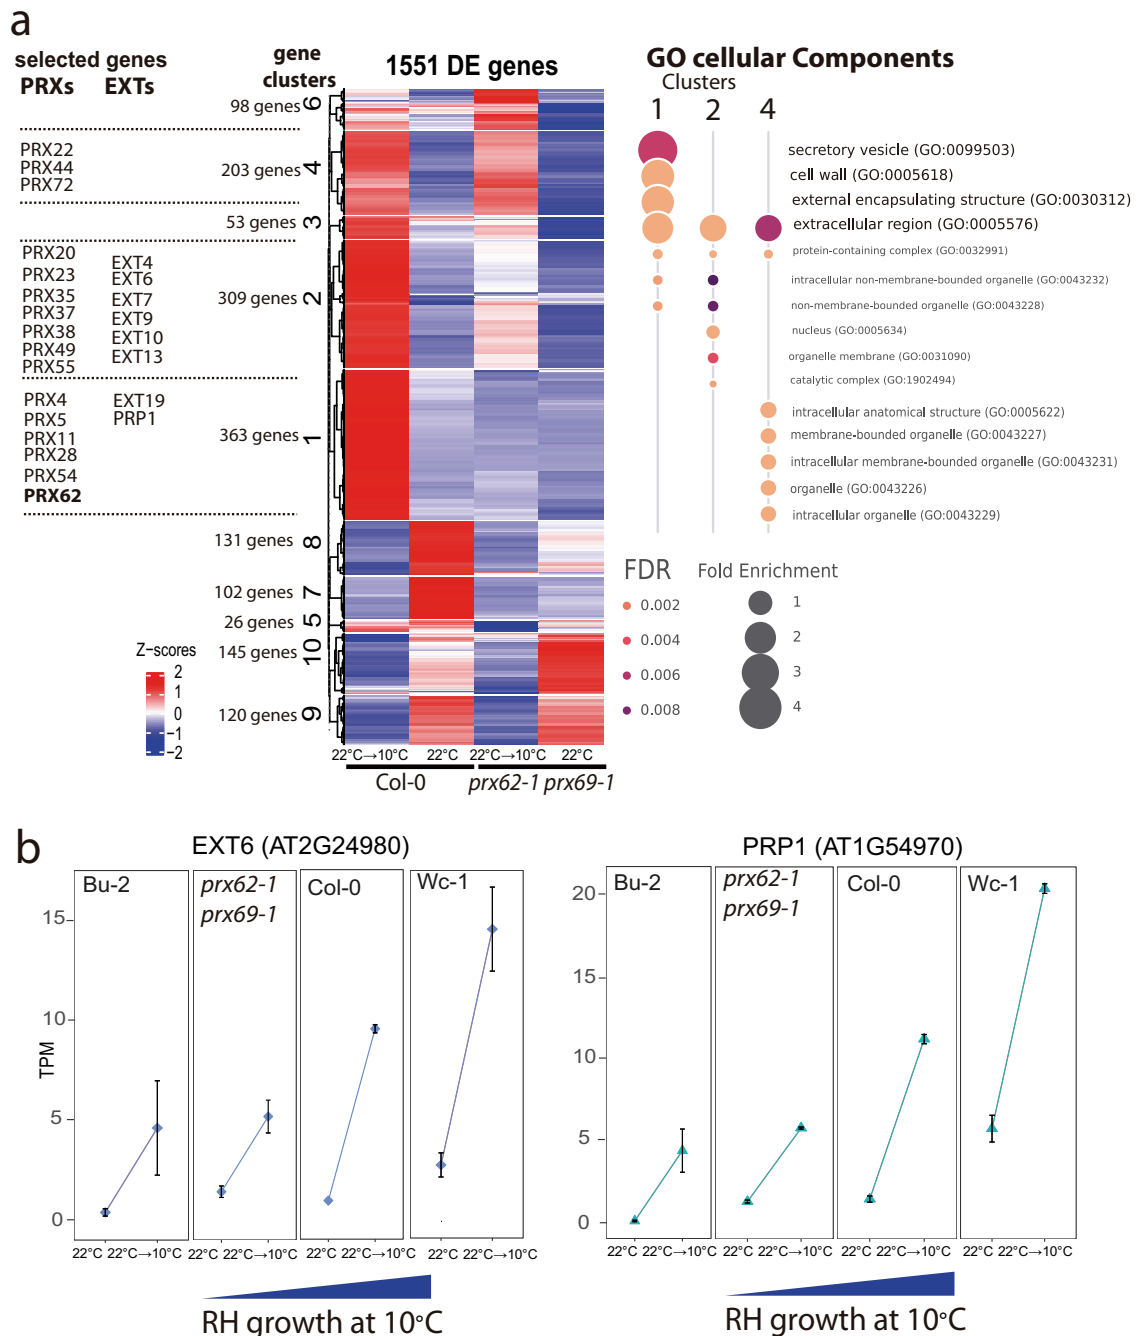 a
selected genes
PRXs EXTs
gene clusters
1551 DE genes
GO cellular Components
Clusters
1 2 4
98 genes
6
PRX22
PRX44
PRX72
203 genes
4
53 genes
3
PRX20
PRX23
PRX35
PRX37
PRX38
PRX49
PRX55
EXT4
EXT6
EXT7
EXT9
EXT10
EXT13
309 genes
2
PRX4
PRX5
PRX11
PRX28
PRX54
PRX62
EXT19
PRP1
363 genes
1
131 genes
8
102 genes
7
26 genes
5
145 genes
10
120 genes
9
Z-scores
2
1
0
-1
-2
22°C→10°C 22°C 22°C→10°C 22°C
Col-0 prx62-1 prx69-1
secretory vesicle (GO:0099503)
cell wall (GO:0005618)
external encapsulating structure (GO:0030312)
extracellular region (GO:0005576)
protein-containing complex (GO:0032991)
intracellular non-membrane-bounded organelle (GO:0043232)
non-membrane-bounded organelle (GO:0043228)
nucleus (GO:0005634)
organelle membrane (GO:0031090)
catalytic complex (GO:1902494)
intracellular anatomical structure (GO:0005622)
membrane-bounded organelle (GO:0043227)
intracellular membrane-bounded organelle (GO:0043231)
organelle (GO:0043226)
intracellular organelle (GO:0043229)
FDR
0.002
0.004
0.006
0.008
Fold Enrichment
1
2
3
4
b
EXT6 (AT2G24980)
Bu-2
prx62-1
prx69-1
Col-0
Wc-1
TPM
15
10
5
0
22°C 22°C→10°C 22°C 22°C→10°C 22°C 22°C→10°C 22°C 22°C→10°C
RH growth at 10°C
PRP1 (AT1G54970)
Bu-2
prx62-1
prx69-1
Col-0
Wc-1
20
15
10
5
0
22°C 22°C→10°C 22°C 22°C→10°C 22°C 22°C→10°C 22°C 22°C→10°C
RH growth at 10°C